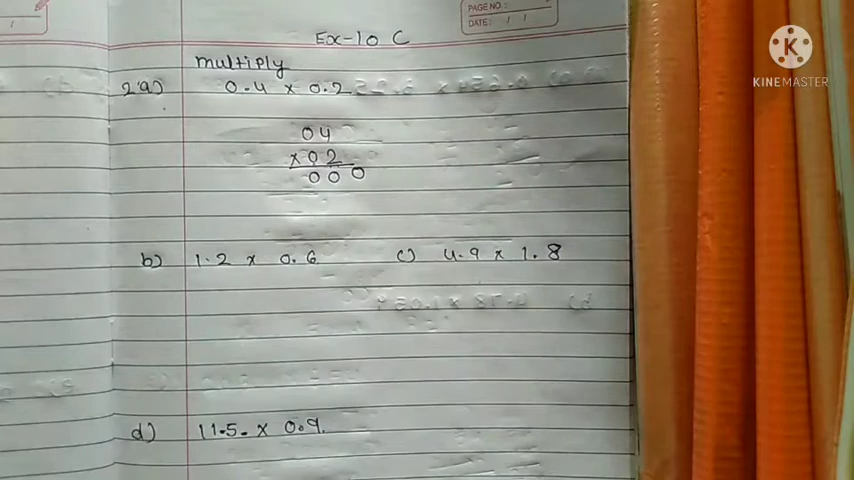 PAGE NO.:
DATE: / /
Ex-10 C
multiply
2.a) 0.4 x 0.2
04
x 02
000
b) 1.2 x 0.6 c) 4.9 x 1.8
d) 11.5. x 0.9.
K
KINEMASTER